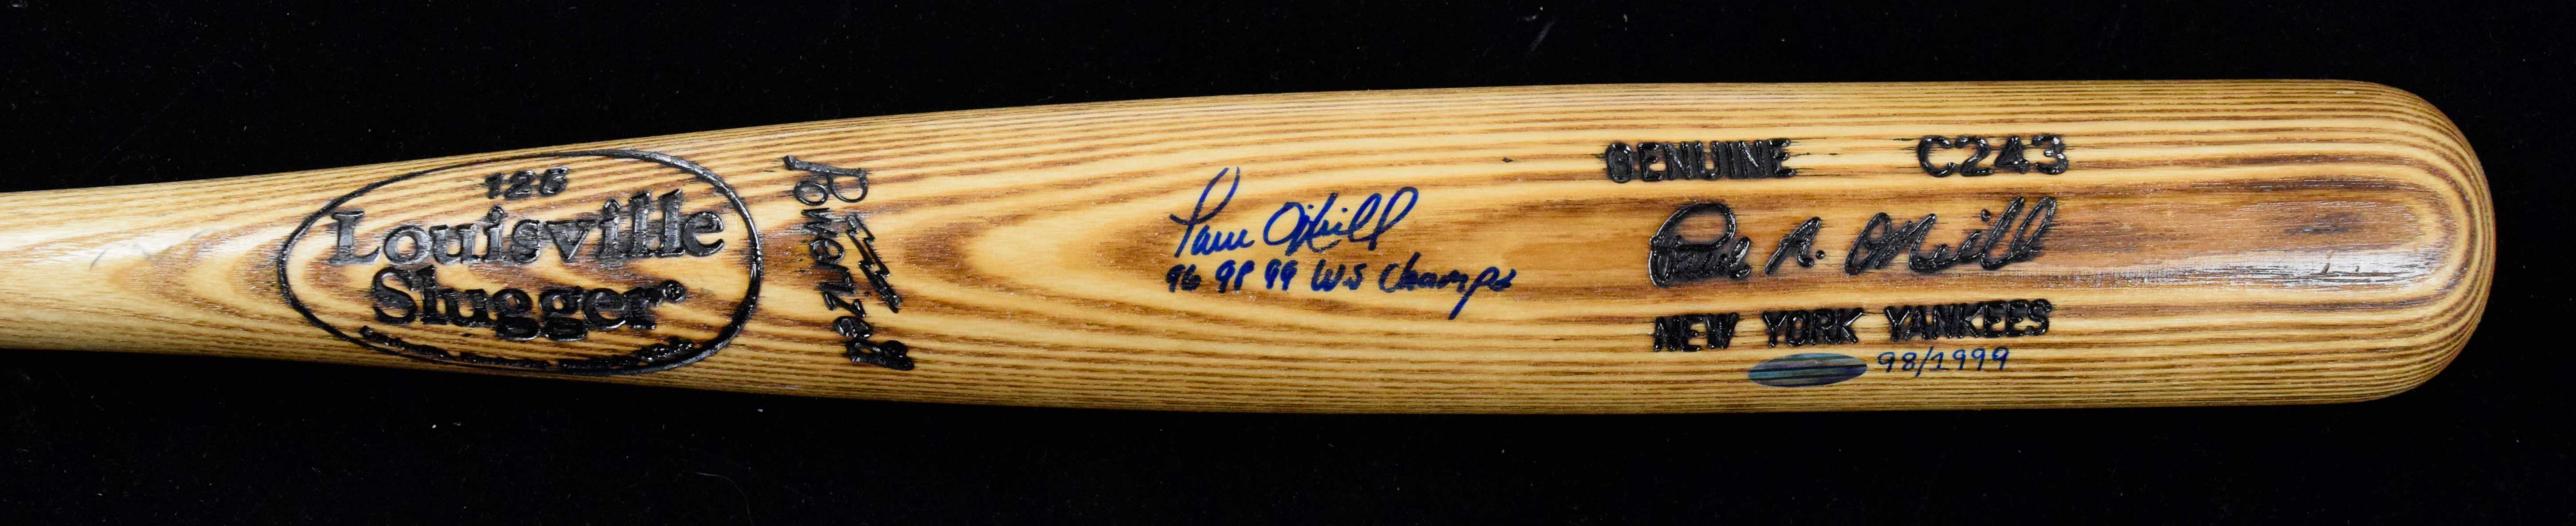 126
Louisville
Slugger®
Powerized
Paul O'Neill
96 98 99 WS Champs
GENUINE C243
Paul A. O'Neill
NEW YORK YANKEES
98/1999